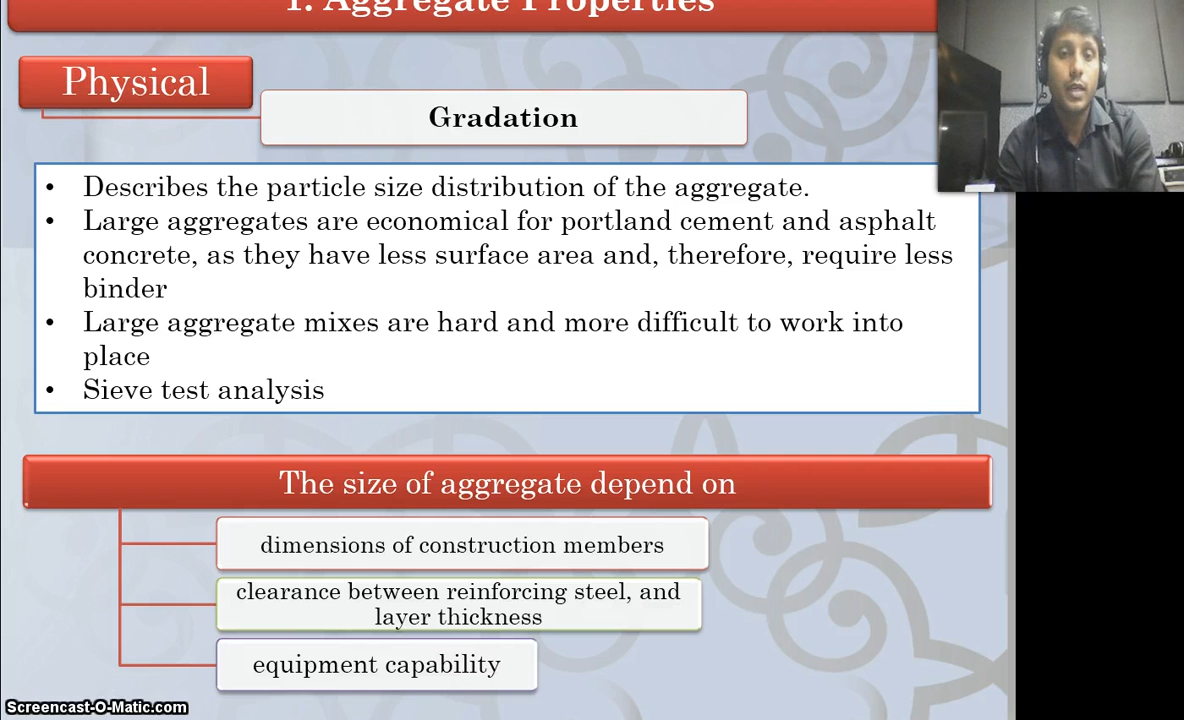 1. Aggregate Properties
Physical
Gradation
• Describes the particle size distribution of the aggregate.
• Large aggregates are economical for portland cement and asphalt
concrete, as they have less surface area and, therefore, require less
binder
• Large aggregate mixes are hard and more difficult to work into
place
• Sieve test analysis
The size of aggregate depend on
dimensions of construction members
clearance between reinforcing steel, and
layer thickness
equipment capability
Screencast-O-Matic.com